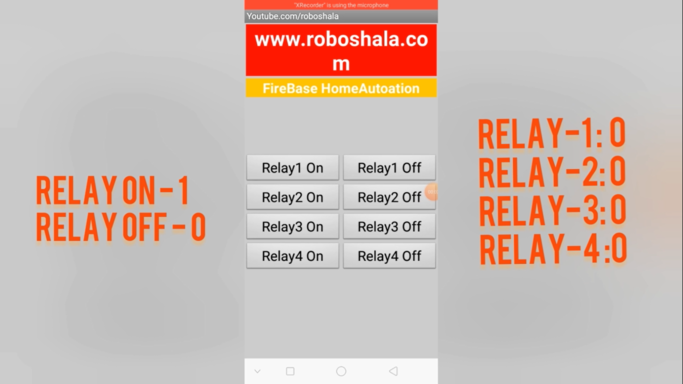 "XRecorder" is using the microphone
Youtube.com/roboshala
www.roboshala.co
m
FireBase HomeAutoation
Relay1 On
Relay1 Off
Relay2 On
Relay2 Off
Relay3 On
Relay3 Off
Relay4 On
Relay4 Off
RELAY ON - 1
RELAY OFF - 0
RELAY-1: 0
RELAY-2:0
RELAY-3:0
RELAY-4:0